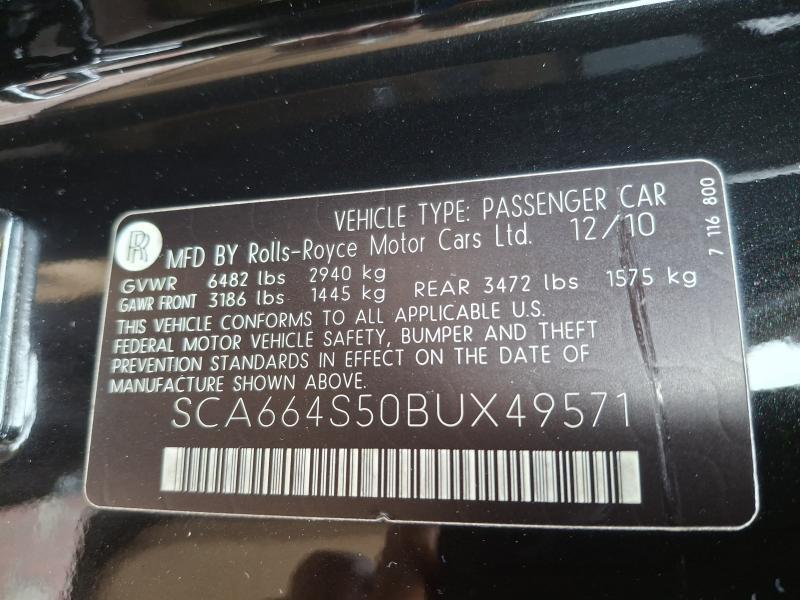 VEHICLE TYPE: PASSENGER CAR
RR MFD BY Rolls-Royce Motor Cars Ltd. 12/10
GVWR 6482 lbs 2940 kg
GAWR FRONT 3186 lbs 1445 kg REAR 3472 lbs 1575 kg
THIS VEHICLE CONFORMS TO ALL APPLICABLE U.S.
FEDERAL MOTOR VEHICLE SAFETY, BUMPER AND THEFT
PREVENTION STANDARDS IN EFFECT ON THE DATE OF
MANUFACTURE SHOWN ABOVE.
SCA664S50BUX49571
7 116 800